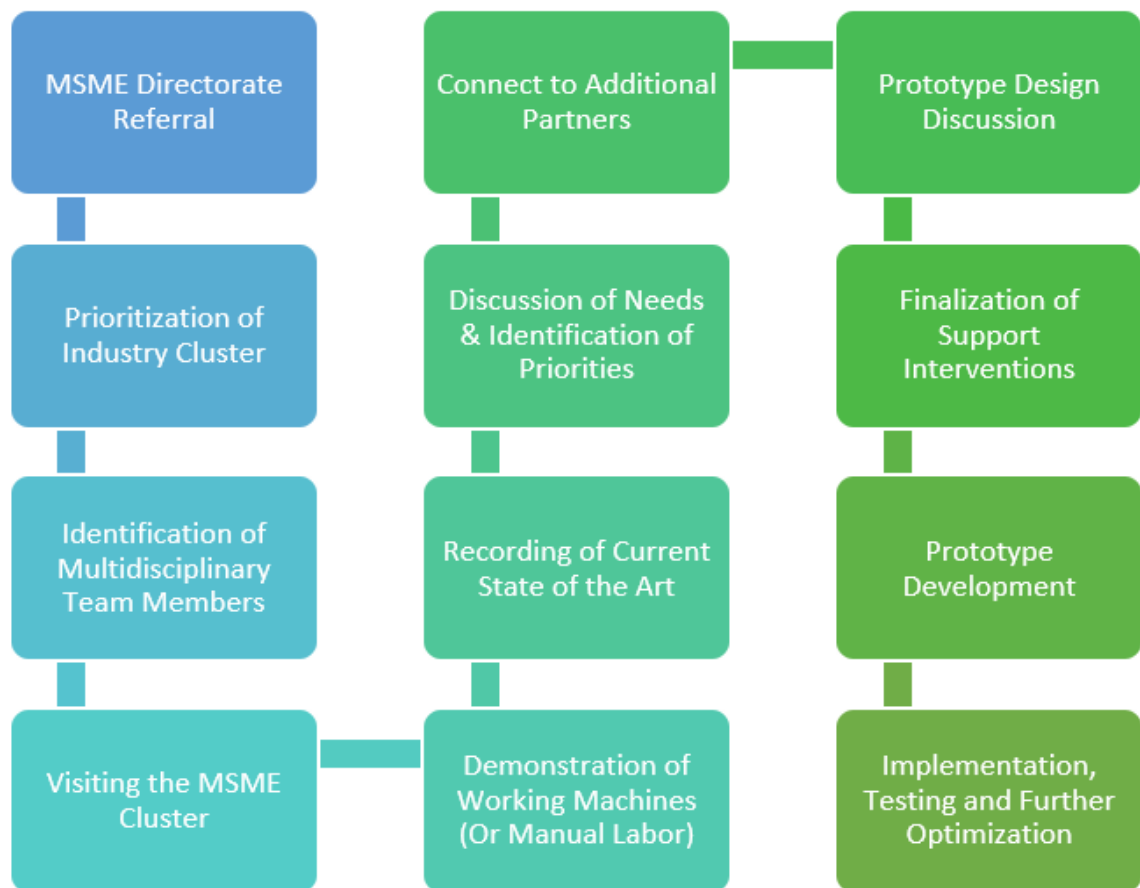 MSME Directorate
Referral
Prioritization of
Industry Cluster
Identification of
Multidisciplinary
Team Members
Visiting the MSME
Cluster
Demonstration of
Working Machines
(Or Manual Labor)
Recording of Current
State of the Art
Discussion of Needs
& Identification of
Priorities
Connect to Additional
Partners
Prototype Design
Discussion
Finalization of
Support
Interventions
Prototype
Development
Implementation,
Testing and Further
Optimization